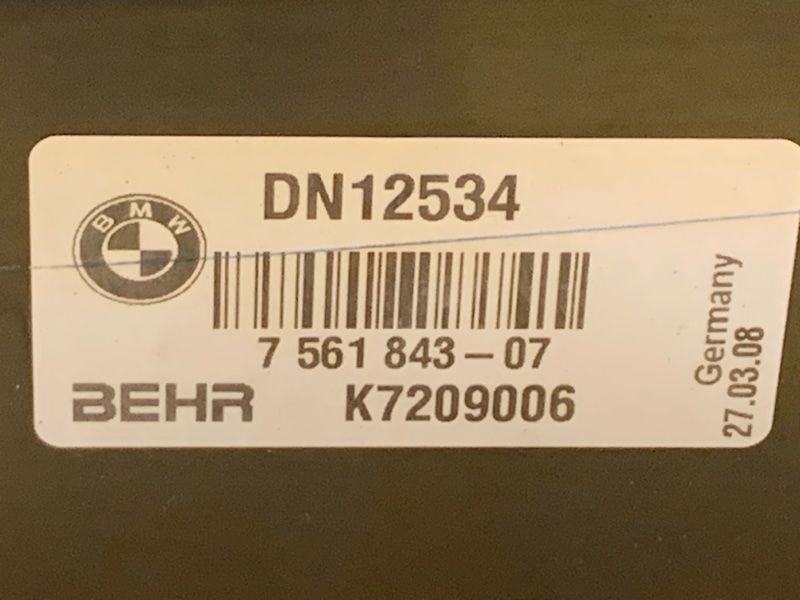 DN12534
BMW
7 561 843-07
BEHR K7209006
Germany
27.03.08